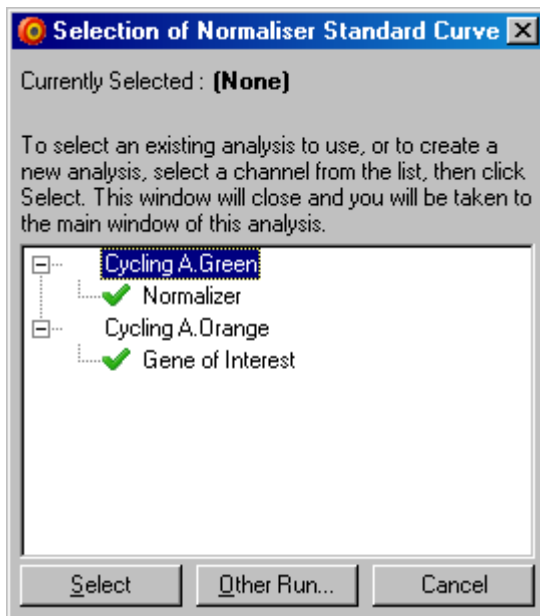 Selection of Normaliser Standard Curve
Currently Selected : (None)
To select an existing analysis to use, or to create a
new analysis, select a channel from the list, then click
Select. This window will close and you will be taken to
the main window of this analysis.
Cycling A.Green
Normalizer
Cycling A.Orange
Gene of Interest
Select Other Run... Cancel